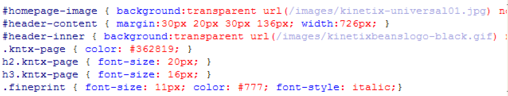 #homepage-image { background:transparent url(/images/kinetix-universal01.jpg) n
#header-content { margin:30px 20px 30px 136px; width:726px; }
#header-inner { background:transparent url(/images/kinetixbeanslogo-black.gif)
.kntx-page { color: #362819; }
h2.kntx-page { font-size: 20px; }
h3.kntx-page { font-size: 16px; }
.fineprint { font-size: 11px; color: #777; font-style: italic;}